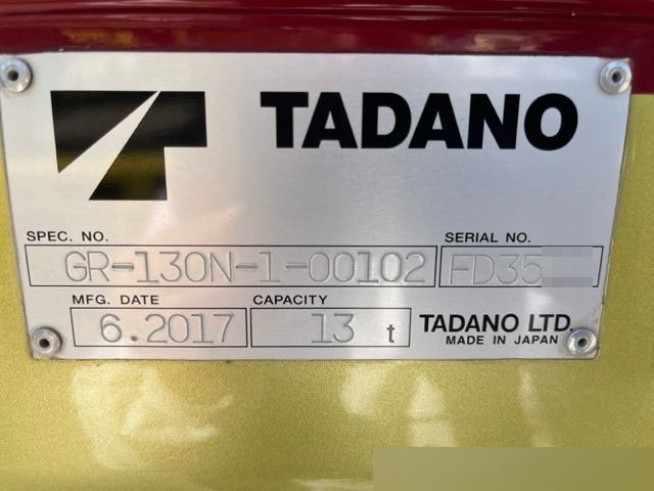 TADANO
SPEC. NO. SERIAL NO.
GR-130N-1-00102 FD35
MFG. DATE CAPACITY
6.2017 13 t TADANO LTD.
MADE IN JAPAN